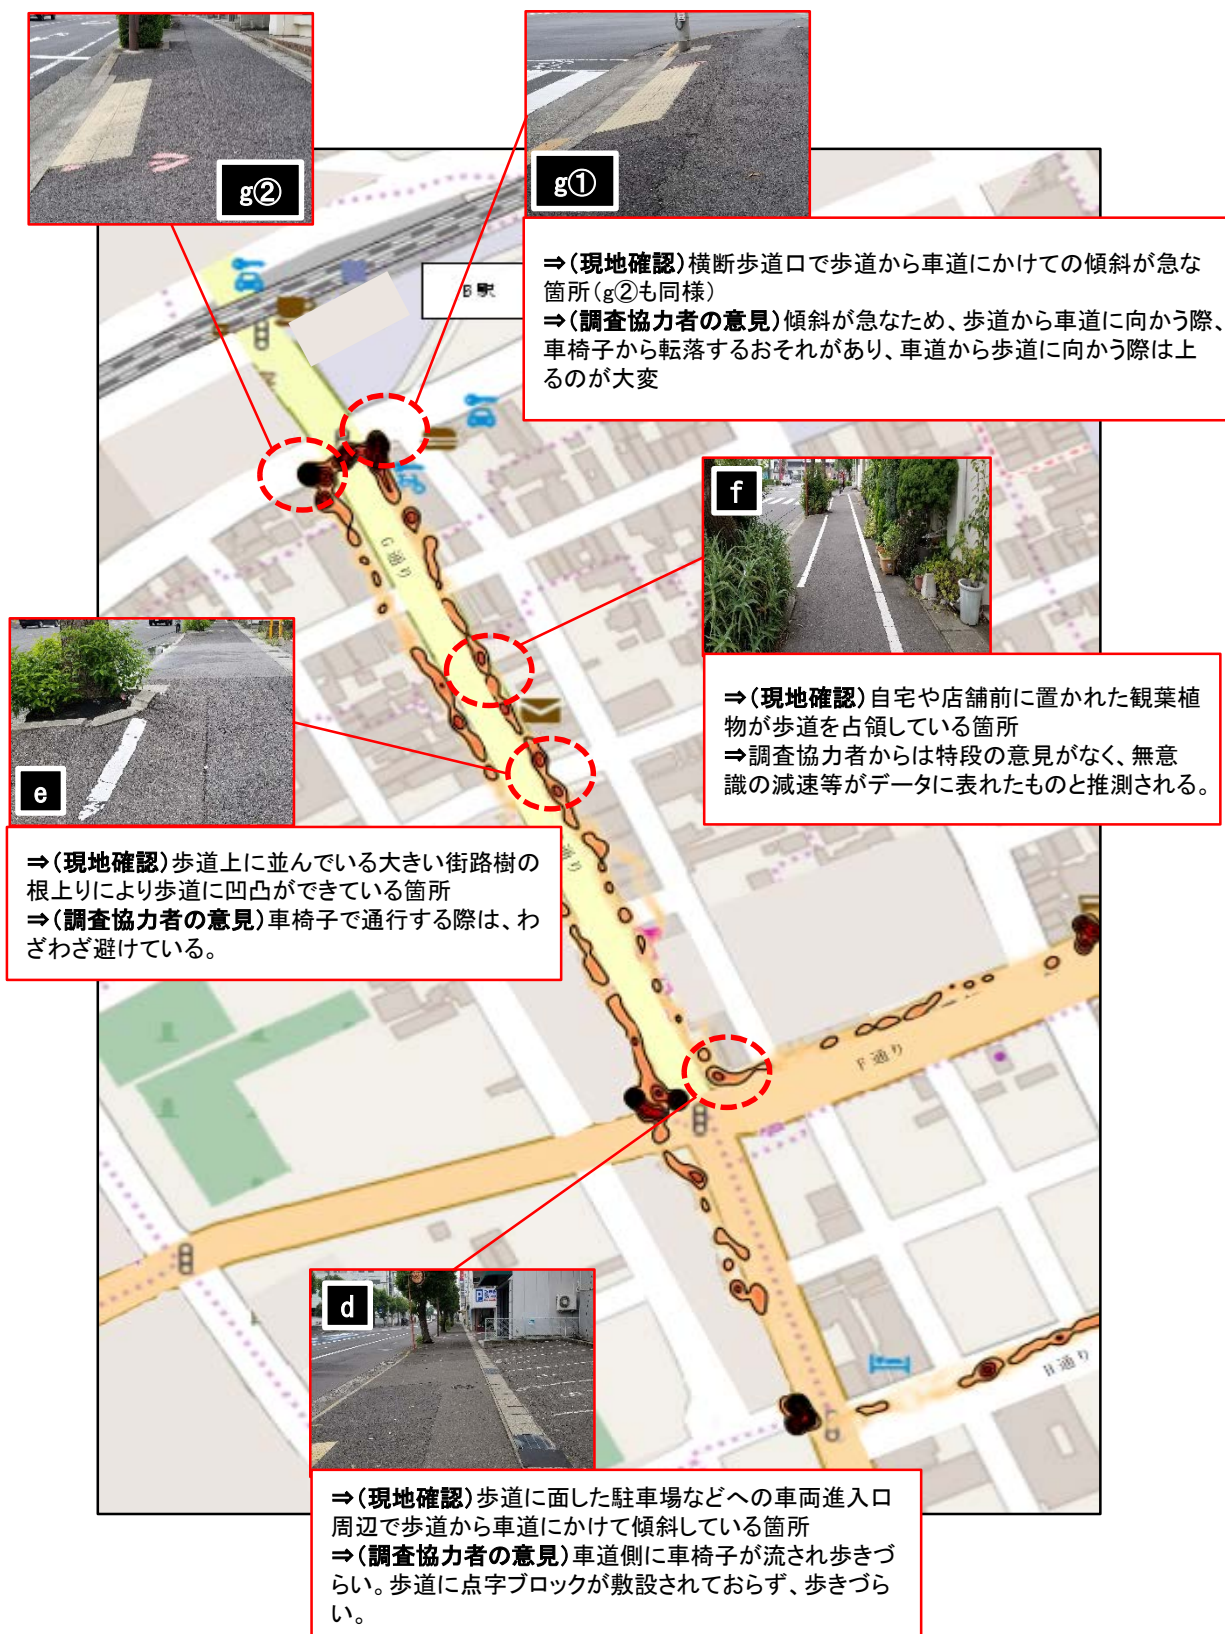 g②
g①
⇒(現地確認)横断歩道口で歩道から車道にかけての傾斜が急な
箇所(g②も同様)
⇒(調査協力者の意見)傾斜が急なため、歩道から車道に向かう際、
車椅子から転落するおそれがあり、車道から歩道に向かう際は上
るのが大変
B駅
f
G通り
⇒(現地確認)自宅や店舗前に置かれた観葉植
物が歩道を占領している箇所
⇒調査協力者からは特段の意見がなく、無意
識の減速等がデータに表れたものと推測される。
e
⇒(現地確認)歩道上に並んでいる大きい街路樹の
根上りにより歩道に凹凸ができている箇所
⇒(調査協力者の意見)車椅子で通行する際は、わ
ざわざ避けている。
通り
F通り
d
P
H通り
⇒(現地確認)歩道に面した駐車場などへの車両進入口
周辺で歩道から車道にかけて傾斜している箇所
⇒(調査協力者の意見)車道側に車椅子が流され歩きづ
らい。歩道に点字ブロックが敷設されておらず、歩きづら
い。